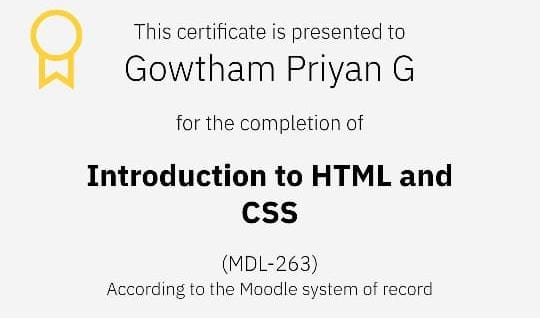 This certificate is presented to
Gowtham Priyan G
for the completion of
Introduction to HTML and
CSS
(MDL-263)
According to the Moodle system of record